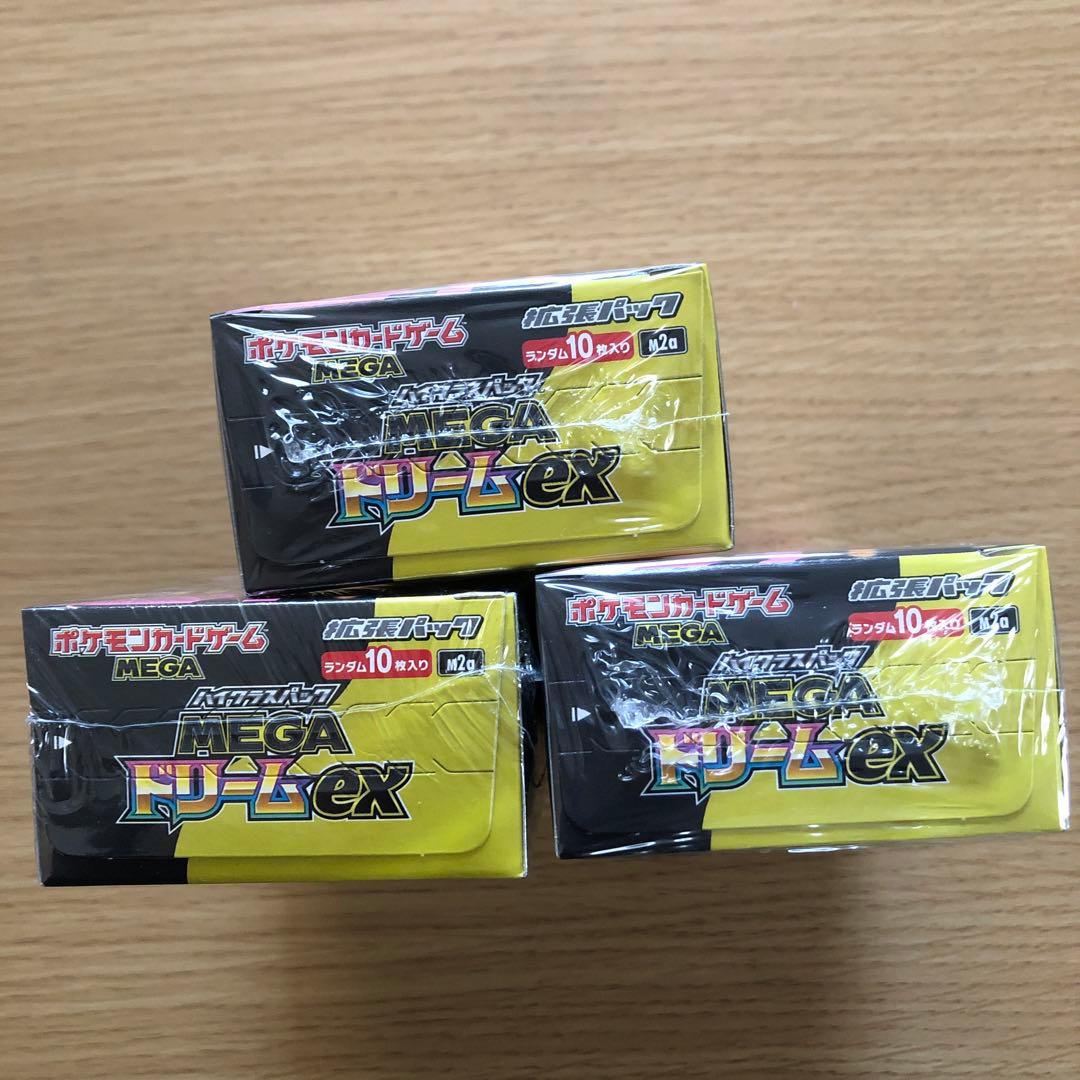 ポケモンカードゲーム
MEGA
拡張パック
ランダム10枚入り M2a
ハイクラスパック
MEGA
ドリームex
ポケモンカードゲーム
MEGA
拡張パック
ランダム10枚入り M2a
ハイクラスパック
MEGA
ドリームex
ポケモンカードゲーム
MEGA
拡張パック
ランダム10枚入り M2a
ハイクラスパック
MEGA
ドリームex